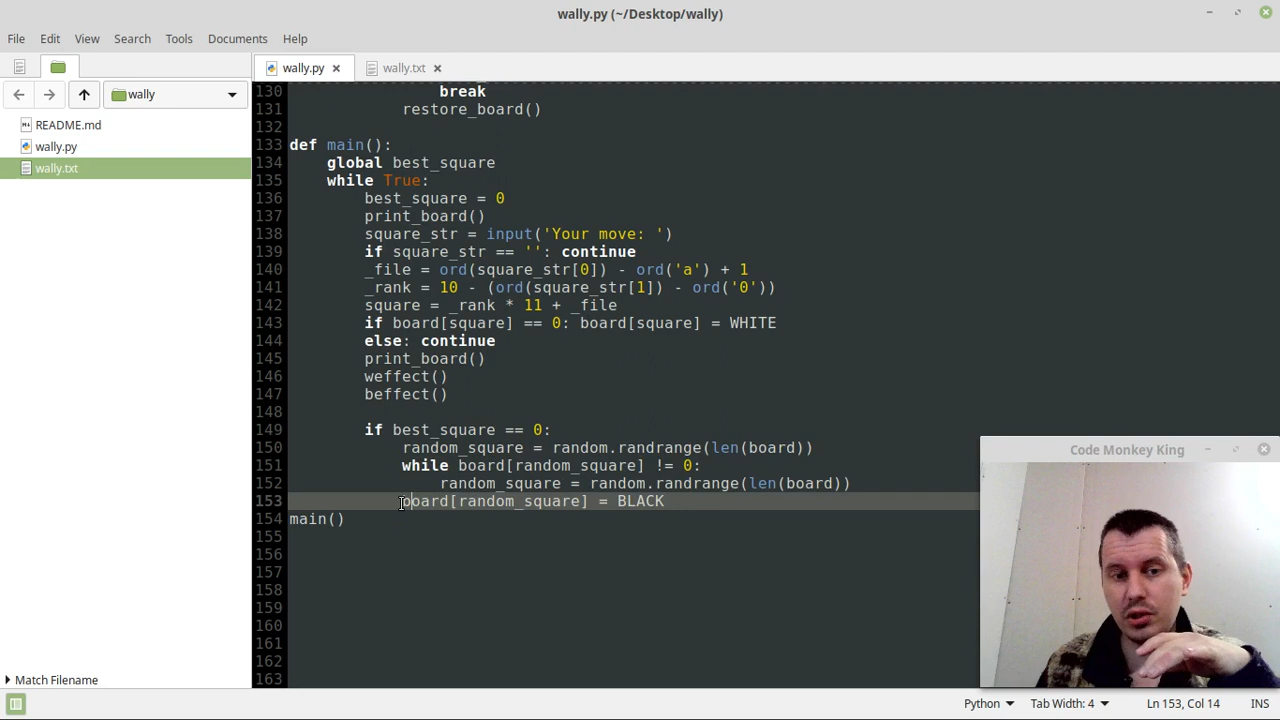 wally.py (~/Desktop/wally)
File Edit View Search Tools Documents Help
wally.py wally.txt
wally
README.md
wally.py
wally.txt
Match Filename
130 break
131 restore_board()
132
133 def main():
134 global best_square
135 while True:
136 best_square = 0
137 print_board()
138 square_str = input('Your move: ')
139 if square_str == '': continue
140 _file = ord(square_str[0]) - ord('a') + 1
141 _rank = 10 - (ord(square_str[1]) - ord('0'))
142 square = _rank * 11 + _file
143 if board[square] == 0: board[square] = WHITE
144 else: continue
145 print_board()
146 weffect()
147 beffect()
148
149 if best_square == 0:
150 random_square = random.randrange(len(board))
151 while board[random_square] != 0:
152 random_square = random.randrange(len(board))
153 board[random_square] = BLACK
154 main()
155
156
157
158
159
160
161
162
163
Code Monkey King
Python Tab Width: 4 Ln 153, Col 14 INS